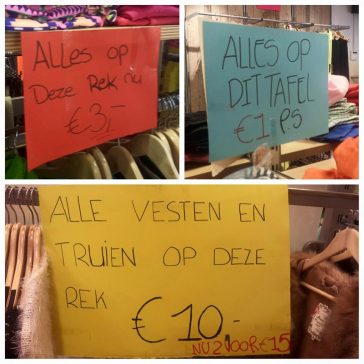 Alles op
Deze Rek nu
€3,-
ALLES OP
DIT TAFEL
€1 P.S
ALLE VESTEN EN
TRUIEN OP DEZE
REK
€10,-
NU 2 VOOR €15